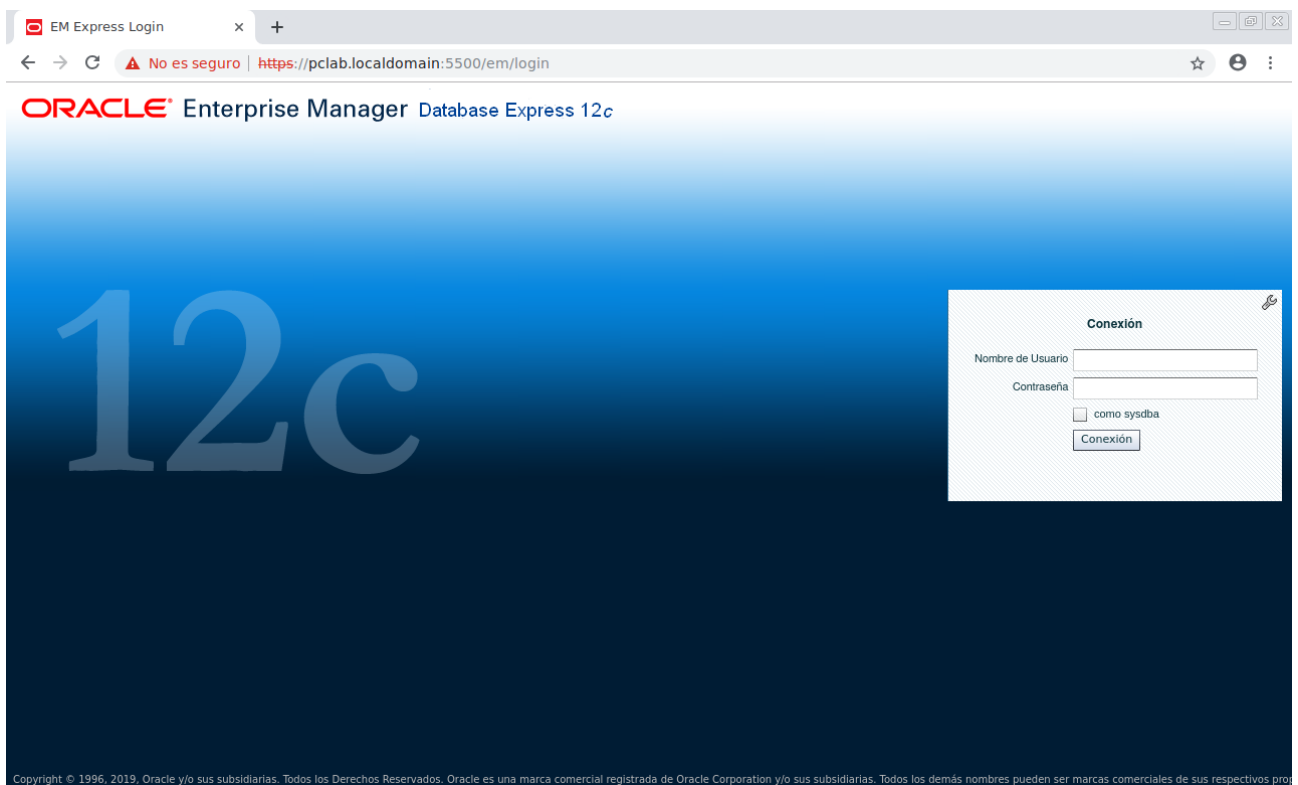 EM Express Login
No es seguro | https://pclab.localdomain:5500/em/login
ORACLE® Enterprise Manager Database Express 12c
12c
Conexión
Nombre de Usuario
Contraseña
como sysdba
Conexión
Copyright © 1996, 2019, Oracle y/o sus subsidiarias. Todos los Derechos Reservados. Oracle es una marca comercial registrada de Oracle Corporation y/o sus subsidiarias. Todos los demás nombres pueden ser marcas comerciales de sus respectivos prop